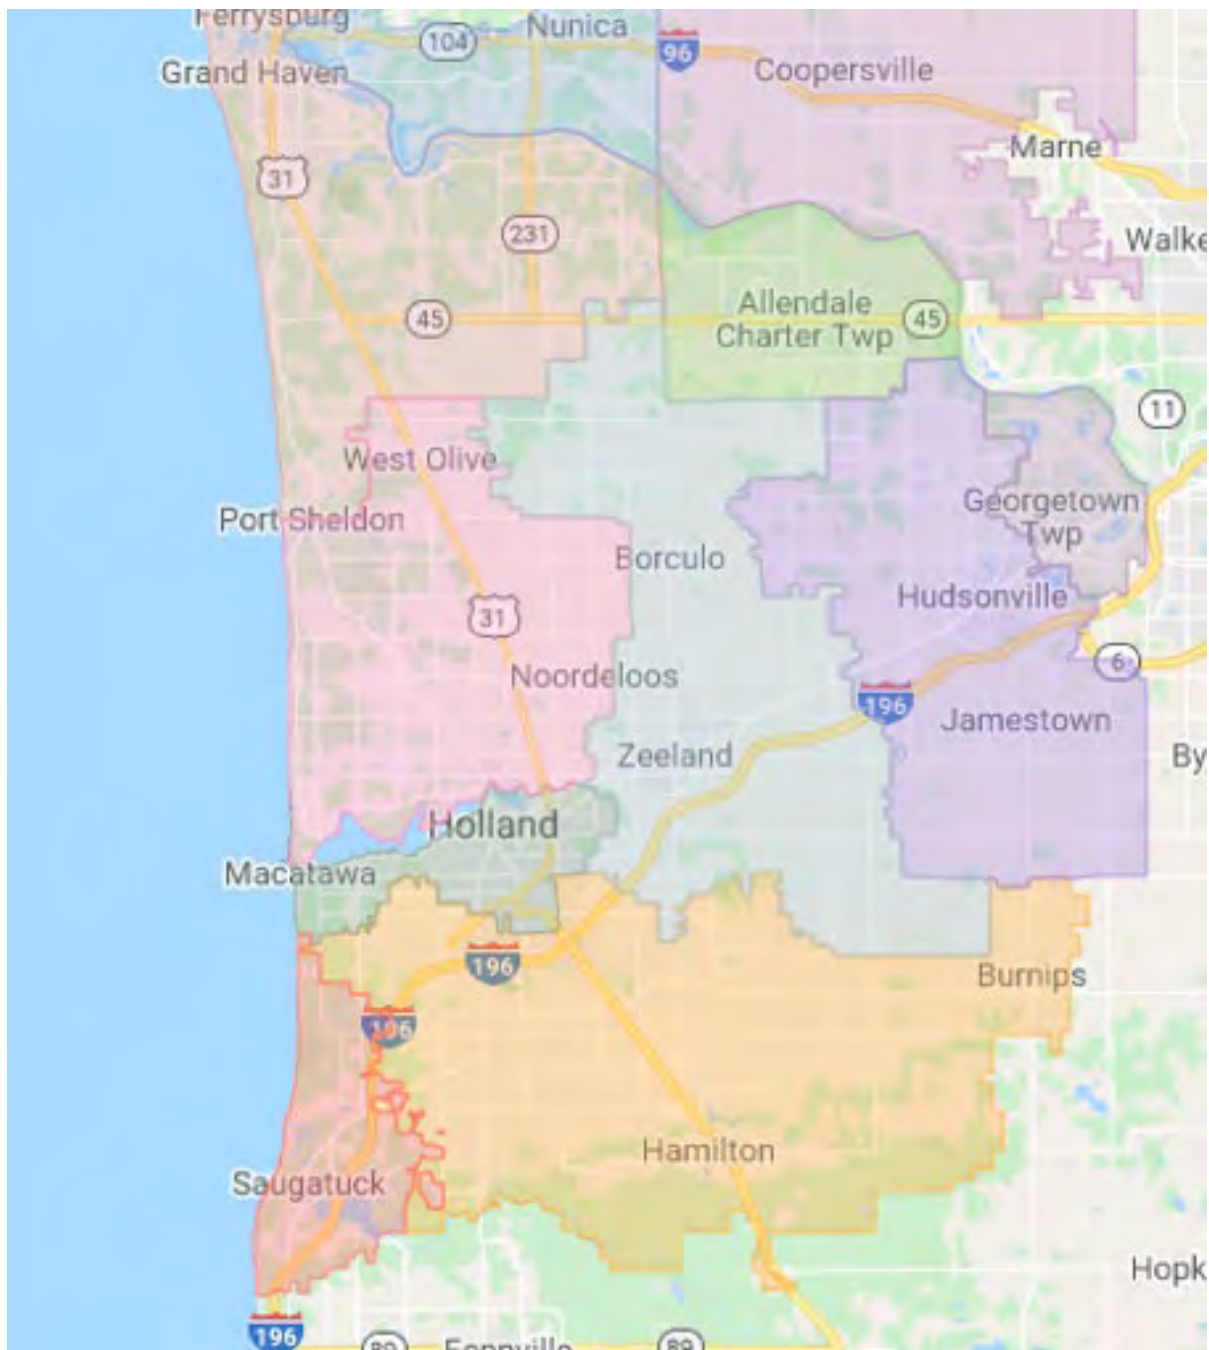 Ferrysburg
Nunica
104
96
Grand Haven
Coopersville
Marne
31
231
Walke
Allendale
45
Charter Twp
45
11
West Olive
Georgetown
Port Sheldon
Twp
Borculo
Hudsonville
31
6
Noordeloos
196
Jamestown
Zeeland
By
Holland
Macatawa
196
Burnips
196
Hamilton
Saugatuck
Hopk
196
89
Fennville
89